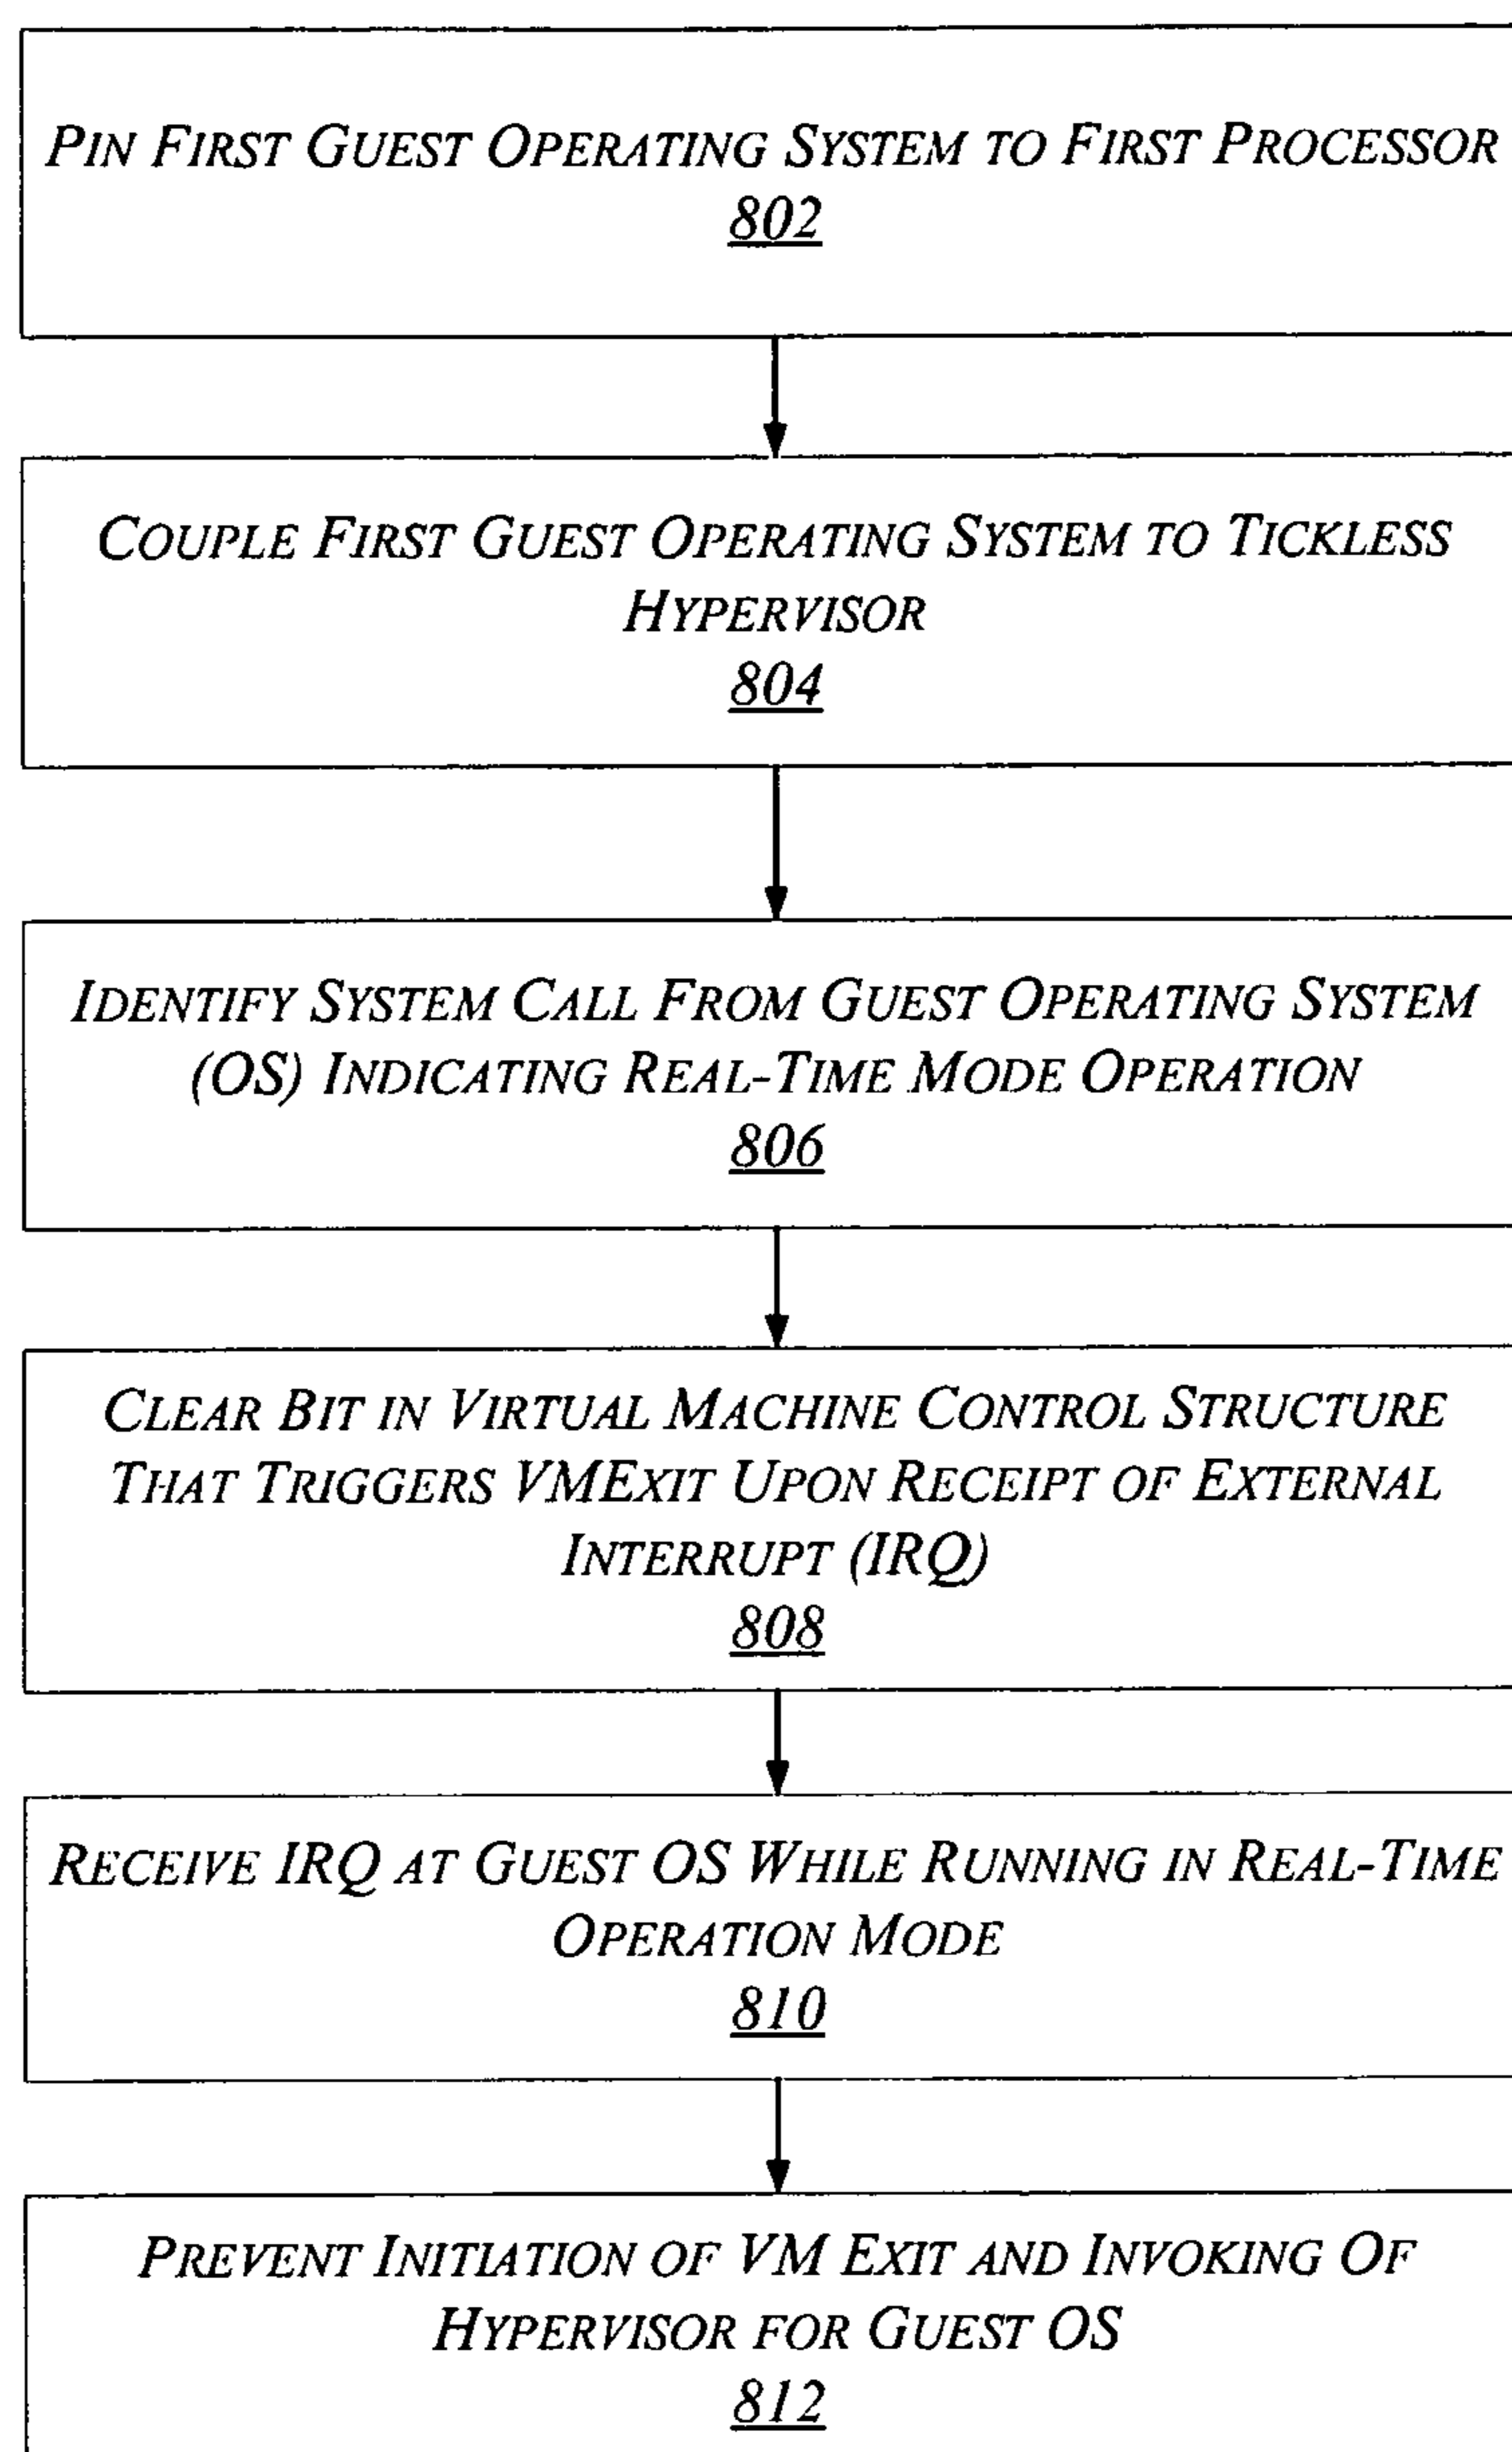 PIN FIRST GUEST OPERATING SYSTEM TO FIRST PROCESSOR
802
COUPLE FIRST GUEST OPERATING SYSTEM TO TICKLESS
HYPERVISOR
804
IDENTIFY SYSTEM CALL FROM GUEST OPERATING SYSTEM
(OS) INDICATING REAL-TIME MODE OPERATION
806
CLEAR BIT IN VIRTUAL MACHINE CONTROL STRUCTURE
THAT TRIGGERS VMEXIT UPON RECEIPT OF EXTERNAL
INTERRUPT (IRQ)
808
RECEIVE IRQ AT GUEST OS WHILE RUNNING IN REAL-TIME
OPERATION MODE
810
PREVENT INITIATION OF VM EXIT AND INVOKING OF
HYPERVISOR FOR GUEST OS
812